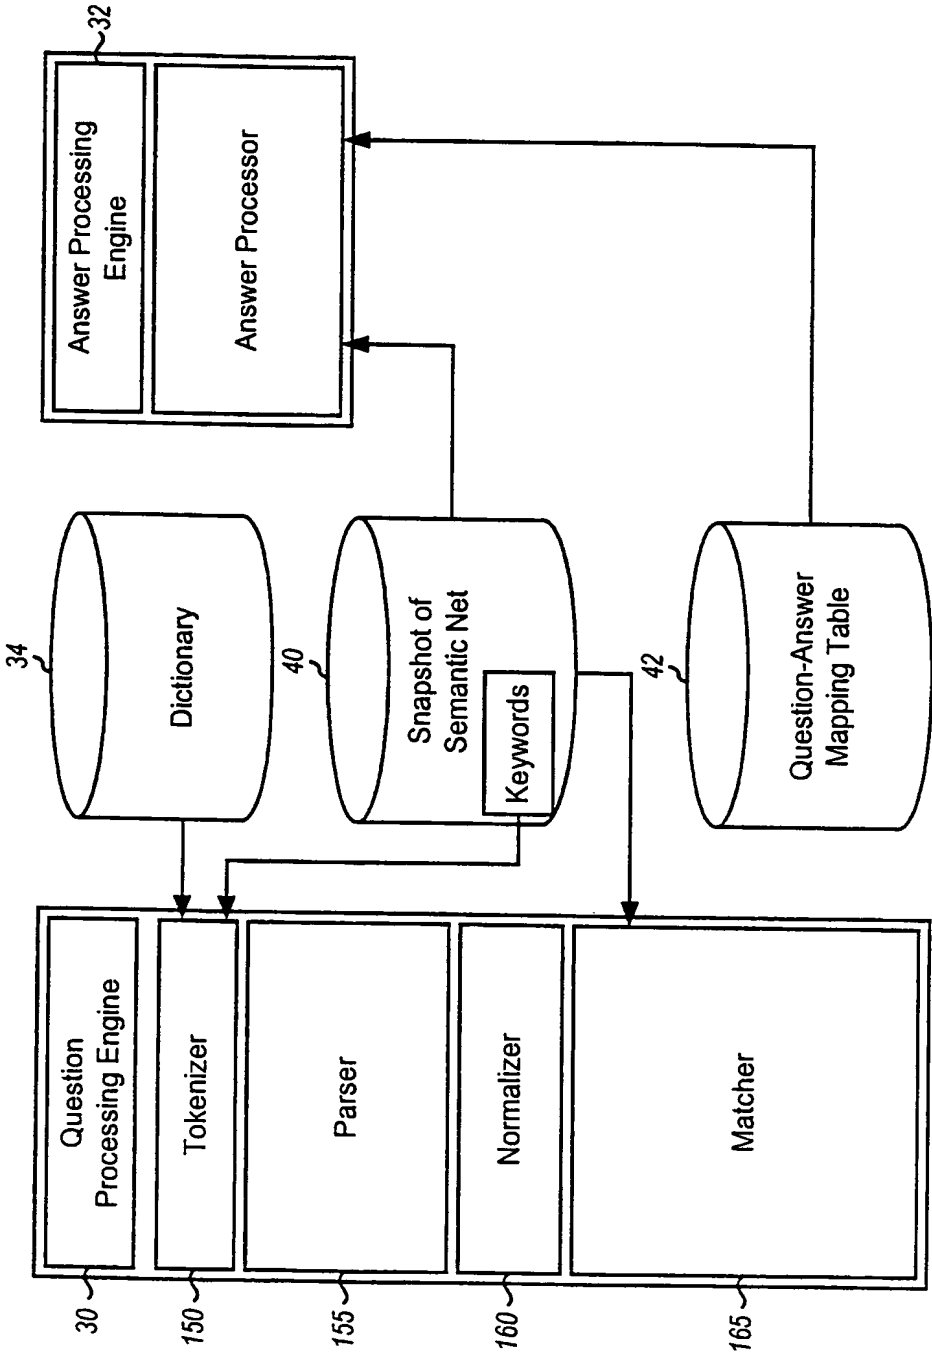 30
Question
Processing Engine
150
Tokenizer
155
Parser
160
Normalizer
165
Matcher
34
Dictionary
40
Snapshot of
Semantic Net
Keywords
42
Question-Answer
Mapping Table
32
Answer Processing
Engine
Answer Processor